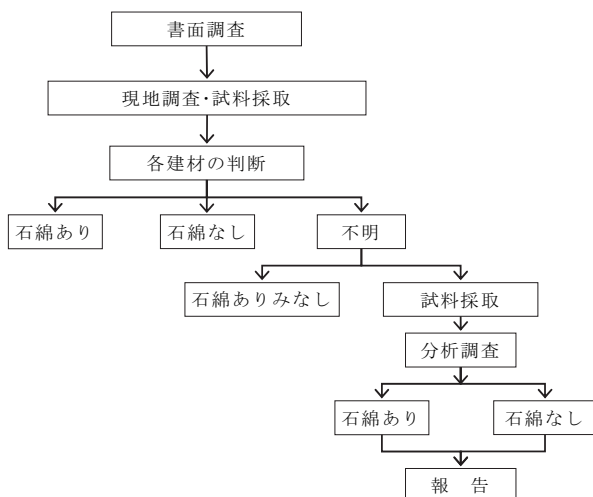 書面調査
現地調査・試料採取
各建材の判断
石綿あり
石綿なし
不明
石綿ありみなし
試料採取
分析調査
石綿あり
石綿なし
報 告